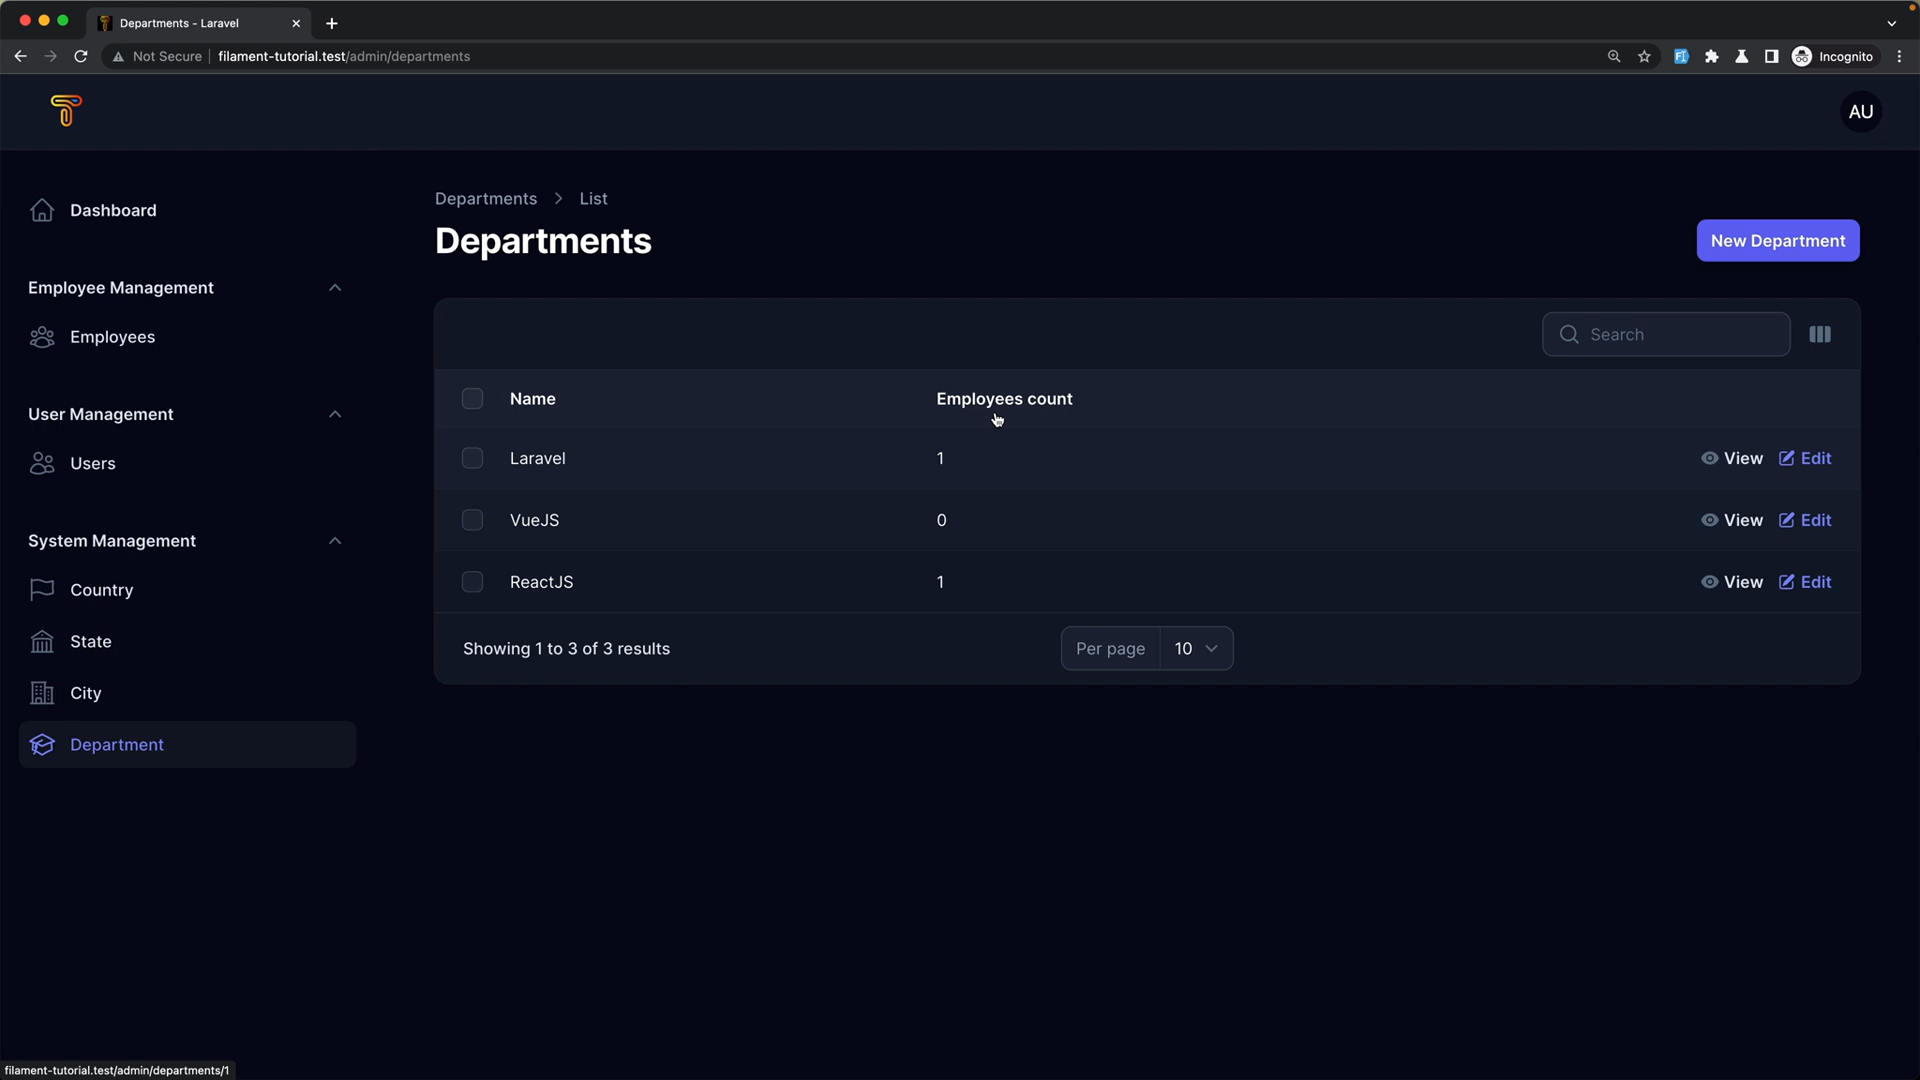 Departments - Laravel
Not Secure filament-tutorial.test/admin/departments
Incognito
AU
Dashboard
Employee Management
Employees
User Management
Users
System Management
Country
State
City
Department
Departments List
Departments
New Department
Search
Name Employees count
Laravel 1 View Edit
VueJS 0 View Edit
ReactJS 1 View Edit
Showing 1 to 3 of 3 results Per page 10
filament-tutorial.test/admin/departments/1